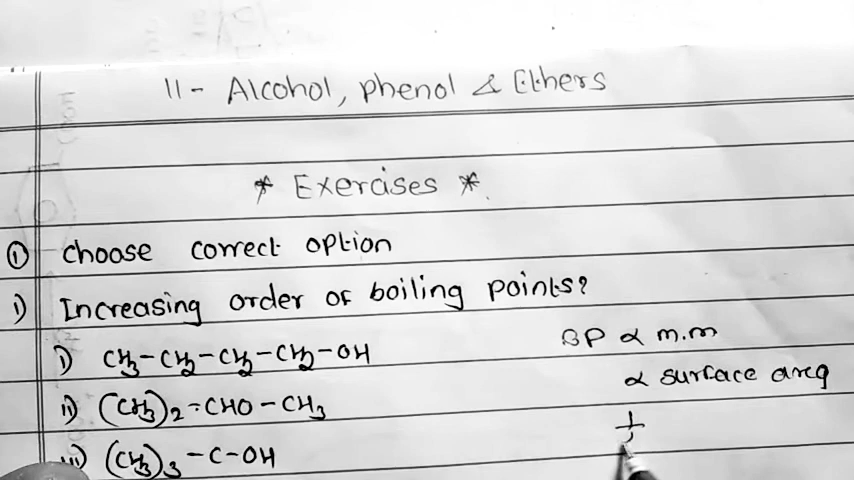 11- Alcohol, phenol & Ethers
* Exercises *
① choose correct option
i) Increasing order of boiling points?
i) CH3-CH2-CH2-CH2-OH BP ∝ m.m
∝ surface area
ii) (CH3)2-CHO-CH3
iii) (CH3)3-C-OH